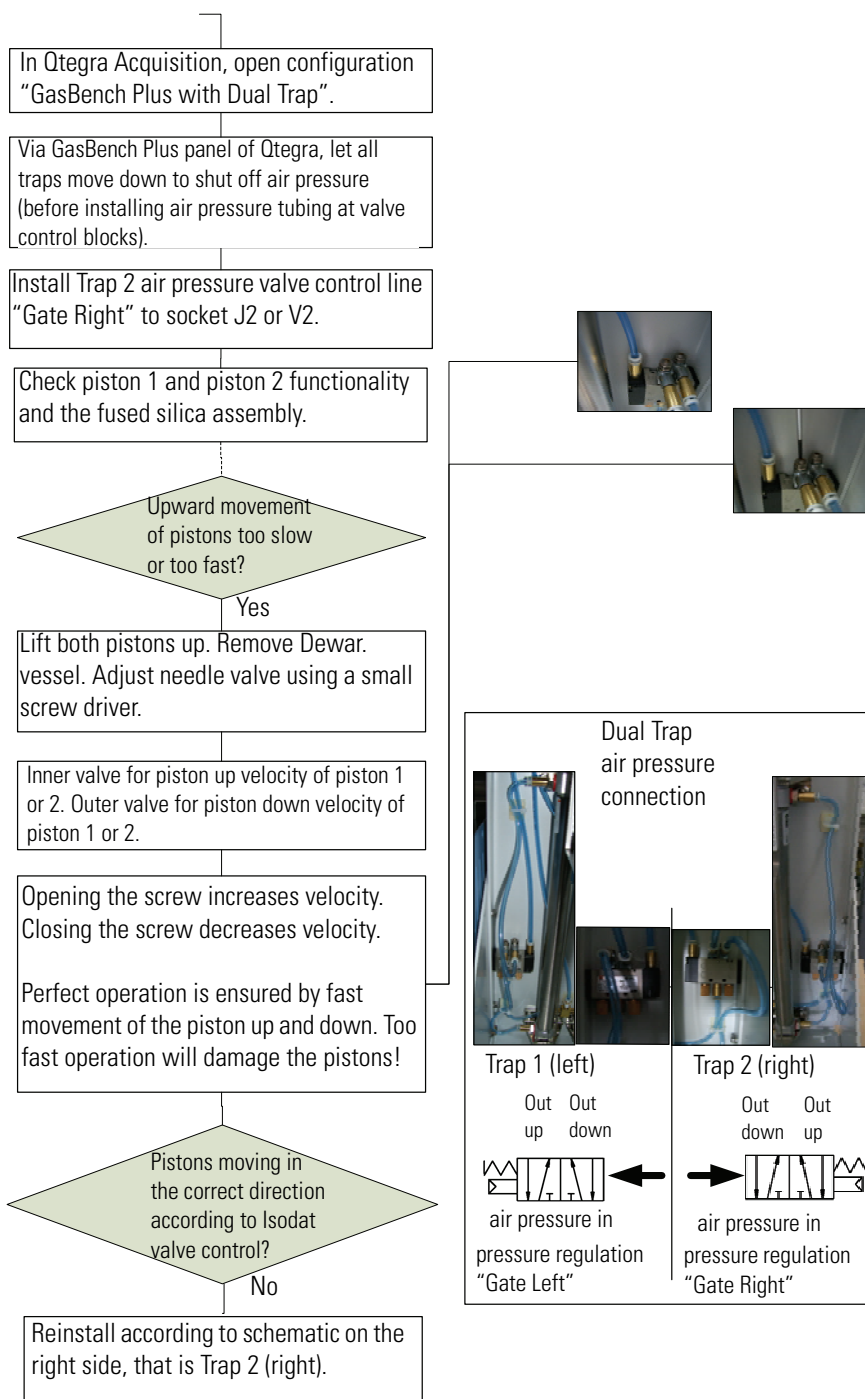 In Qtegra Acquisition, open configuration
“GasBench Plus with Dual Trap”.
Via GasBench Plus panel of Qtegra, let all
traps move down to shut off air pressure
(before installing air pressure tubing at valve
control blocks).
Install Trap 2 air pressure valve control line
“Gate Right” to socket J2 or V2.
Check piston 1 and piston 2 functionality
and the fused silica assembly.
Upward movement
of pistons too slow
or too fast?
Yes
Lift both pistons up. Remove Dewar.
vessel. Adjust needle valve using a small
screw driver.
Inner valve for piston up velocity of piston 1
or 2. Outer valve for piston down velocity of
piston 1 or 2.
Opening the screw increases velocity.
Closing the screw decreases velocity.
Perfect operation is ensured by fast
movement of the piston up and down. Too
fast operation will damage the pistons!
Pistons moving in
the correct direction
according to Isodat
valve control?
No
Reinstall according to schematic on the
right side, that is Trap 2 (right).
Dual Trap
air pressure
connection
Trap 1 (left)
Out Out
up down
air pressure in
pressure regulation
“Gate Left”
Trap 2 (right)
Out Out
down up
air pressure in
pressure regulation
“Gate Right”